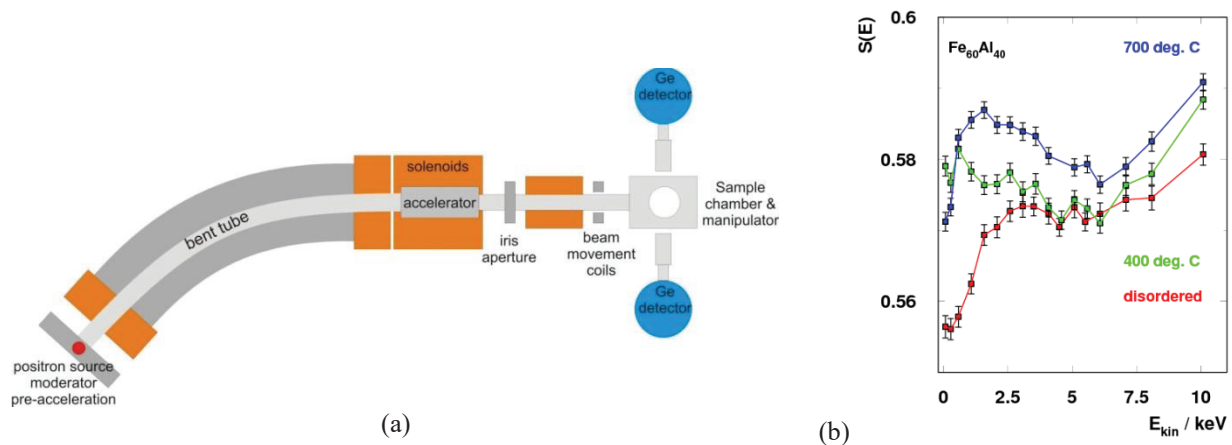 Ge
detector
solenoids
accelerator
bent tube
iris
aperture
beam
movement
coils
Sample
chamber &
manipulator
Ge
detector
positron source
moderator
pre-acceleration
(a)
S(E)
0.6
0.58
0.56
Fe60Al40
700 deg. C
400 deg. C
disordered
0 2.5 5 7.5 10
Ekin / keV
(b)